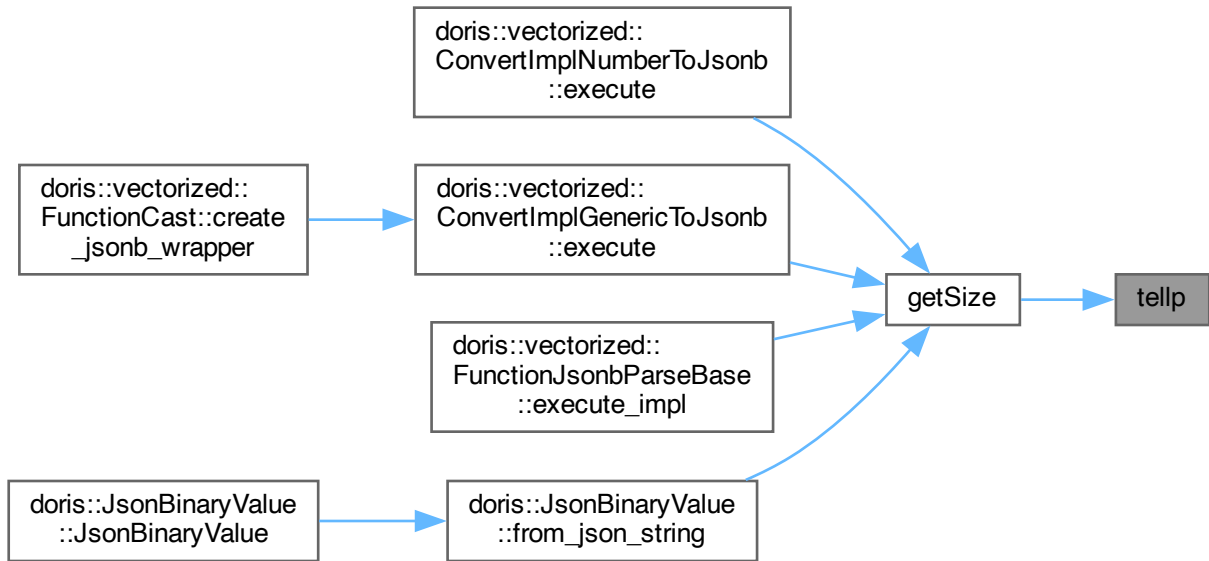 doris::vectorized::
ConvertImplNumberToJsonb
::execute
doris::vectorized::
FunctionCast::create
_jsonb_wrapper
doris::vectorized::
ConvertImplGenericToJsonb
::execute
getSize
tellp
doris::vectorized::
FunctionJsonbParseBase
::execute_impl
doris::JsonBinaryValue
::JsonBinaryValue
doris::JsonBinaryValue
::from_json_string